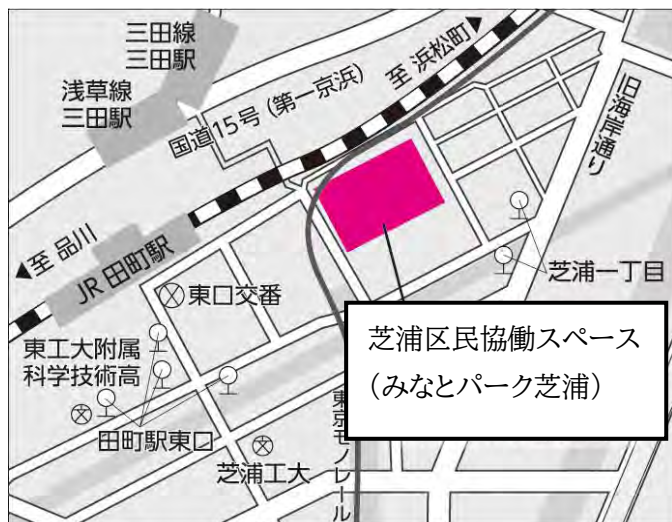 三田線
三田駅
浅草線
三田駅
国道15号(第一京浜)
至 浜松町
旧海岸通り
至 品川
JR 田町駅
東口交番
芝浦一丁目
東工大附属
科学技術高
田町駅東口
芝浦工大
東京モノレール
芝浦区民協働スペース
(みなとパーク芝浦)